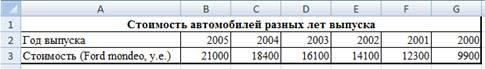 A B C D E F G
1 Стоимость автомобилей разных лет выпуска
2 Год выпуска 2005 2004 2003 2002 2001 2000
3 Стоимость (Ford mondeo, у.е.) 21000 18400 16100 14100 12300 9900